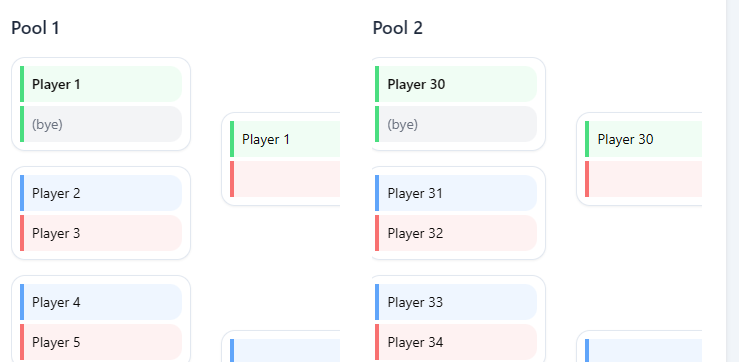 Pool 1
Player 1
(bye)
Player 1
Player 2
Player 3
Player 4
Player 5
Pool 2
Player 30
(bye)
Player 30
Player 31
Player 32
Player 33
Player 34